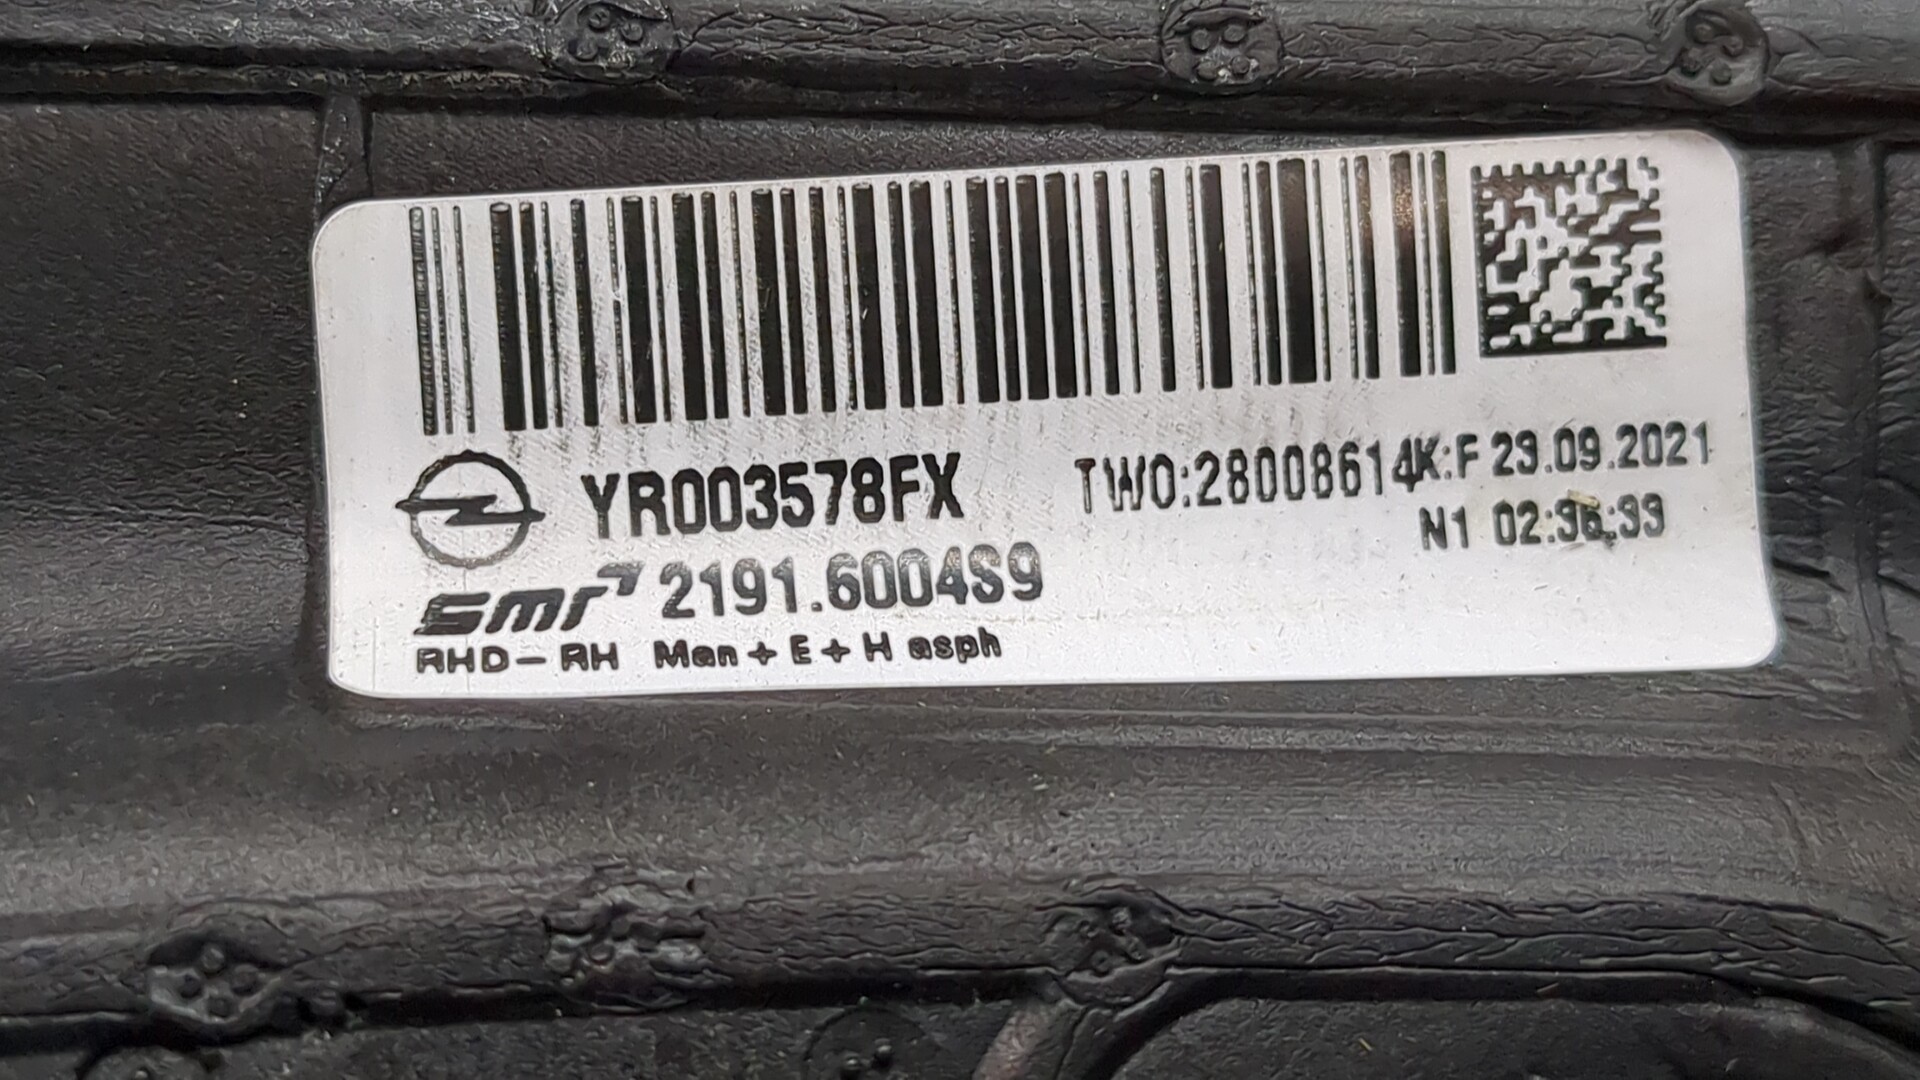 YR003578FX
TWO:28008614K:F 23.09.2021
N1 02:36:33
smr 2191.6004S9
RHD-RH Man+E+H asph